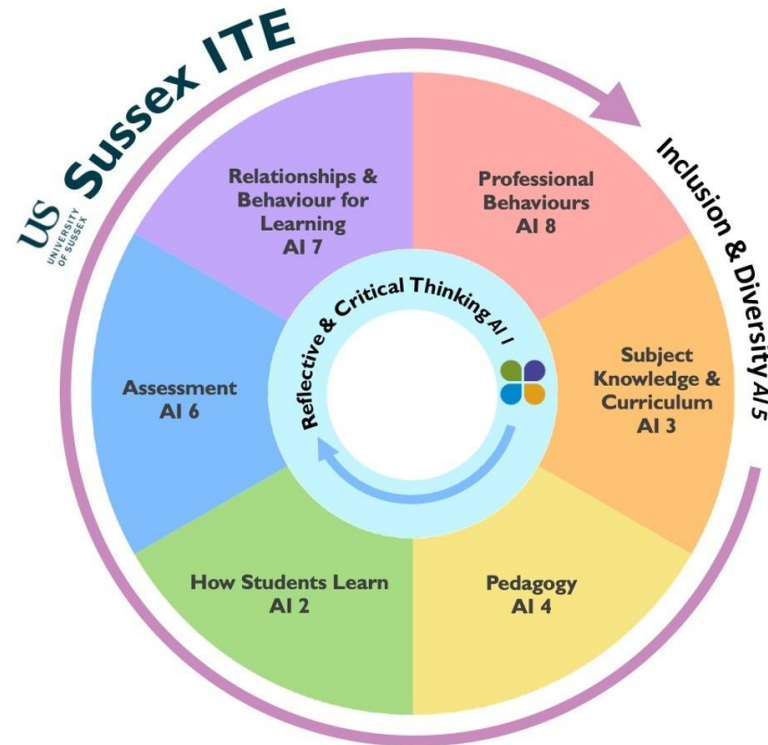 Sussex ITE
US
UNIVERSITY
OF SUSSEX
Inclusion & Diversity AI 5
Relationships &
Behaviour for
Learning
AI 7
Professional
Behaviours
AI 8
Reflective & Critical Thinking AI 1
Assessment
AI 6
Subject
Knowledge &
Curriculum
AI 3
How Students Learn
AI 2
Pedagogy
AI 4